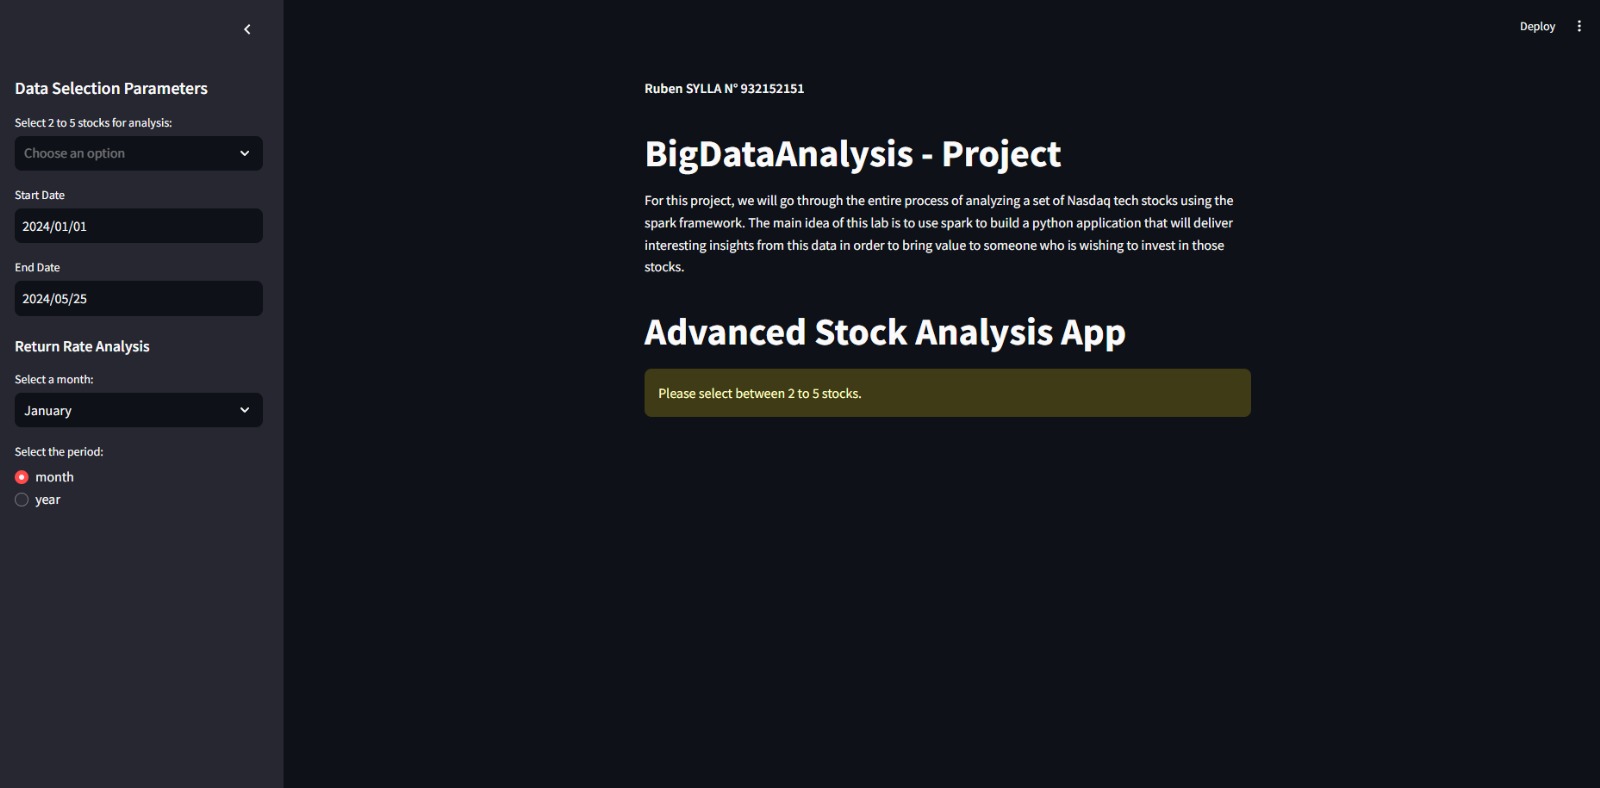 Data Selection Parameters
Select 2 to 5 stocks for analysis:
Choose an option
Start Date
2024/01/01
End Date
2024/05/25
Return Rate Analysis
Select a month:
January
Select the period:
month
year
Deploy
Ruben SYLLA N° 932152151
BigDataAnalysis - Project
For this project, we will go through the entire process of analyzing a set of Nasdaq tech stocks using the
spark framework. The main idea of this lab is to use spark to build a python application that will deliver
interesting insights from this data in order to bring value to someone who is wishing to invest in those
stocks.
Advanced Stock Analysis App
Please select between 2 to 5 stocks.